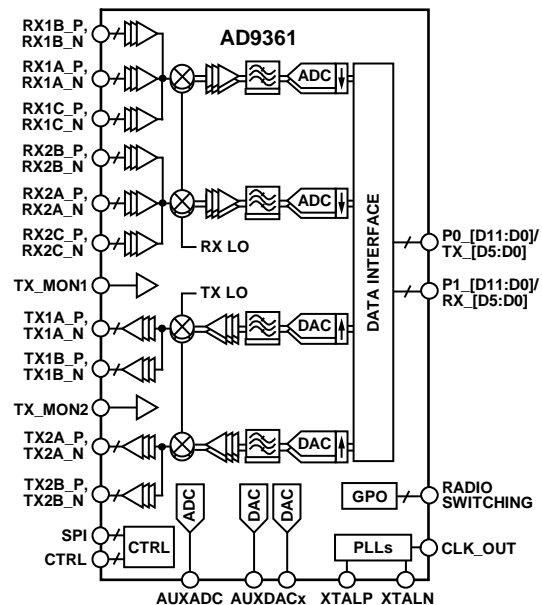 AD9361
RX1B_P,
RX1B_N
RX1A_P,
RX1A_N
RX1C_P,
RX1C_N
RX2B_P,
RX2B_N
RX2A_P,
RX2A_N
RX2C_P,
RX2C_N
TX_MON1
TX1A_P,
TX1A_N
TX1B_P,
TX1B_N
TX_MON2
TX2A_P,
TX2A_N
TX2B_P,
TX2B_N
SPI
CTRL
CTRL
ADC
ADC
RX LO
TX LO
DAC
DAC
DATA INTERFACE
P0_[D11:D0]/
TX_[D5:D0]
P1_[D11:D0]/
RX_[D5:D0]
ADC
DAC
DAC
GPO
RADIO
SWITCHING
PLLs
CLK_OUT
AUXADC
AUXDACx
XTALP
XTALN